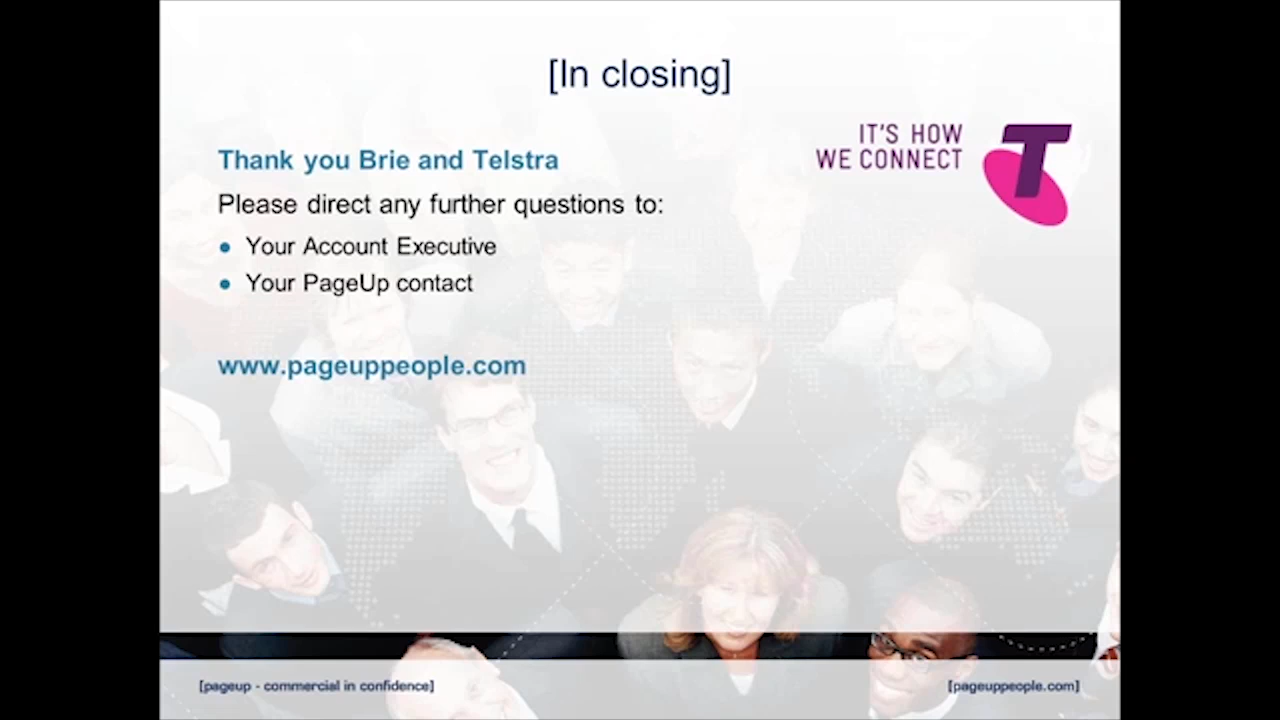 [In closing]
IT'S HOW
WE CONNECT
T
Thank you Brie and Telstra
Please direct any further questions to:
• Your Account Executive
• Your PageUp contact
www.pageuppeople.com
[pageup - commercial in confidence]
[pageuppeople.com]